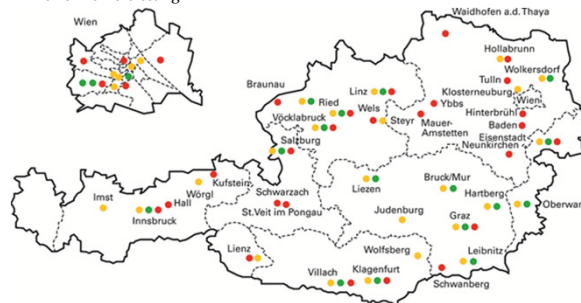 Wien
Waidhofen a.d. Thaya
Hollabrunn
Wolkersdorf
Tulln
Klosterneuburg
Wien
Braunau
Linz
Ried
Wels
Ybbs
Hinterbrühl
Vöcklabruck
Steyr
Mauer-
Amstetten
Baden
Eisenstadt
Salzburg
Neunkirchen
Kufstein
Wörgl
Imst
Hall
Innsbruck
Schwarzach
St.Veit im Pongau
Liezen
Bruck/Mur
Hartberg
Oberwart
Judenburg
Graz
Lienz
Wolfsberg
Leibnitz
Villach
Klagenfurt
Schwanberg